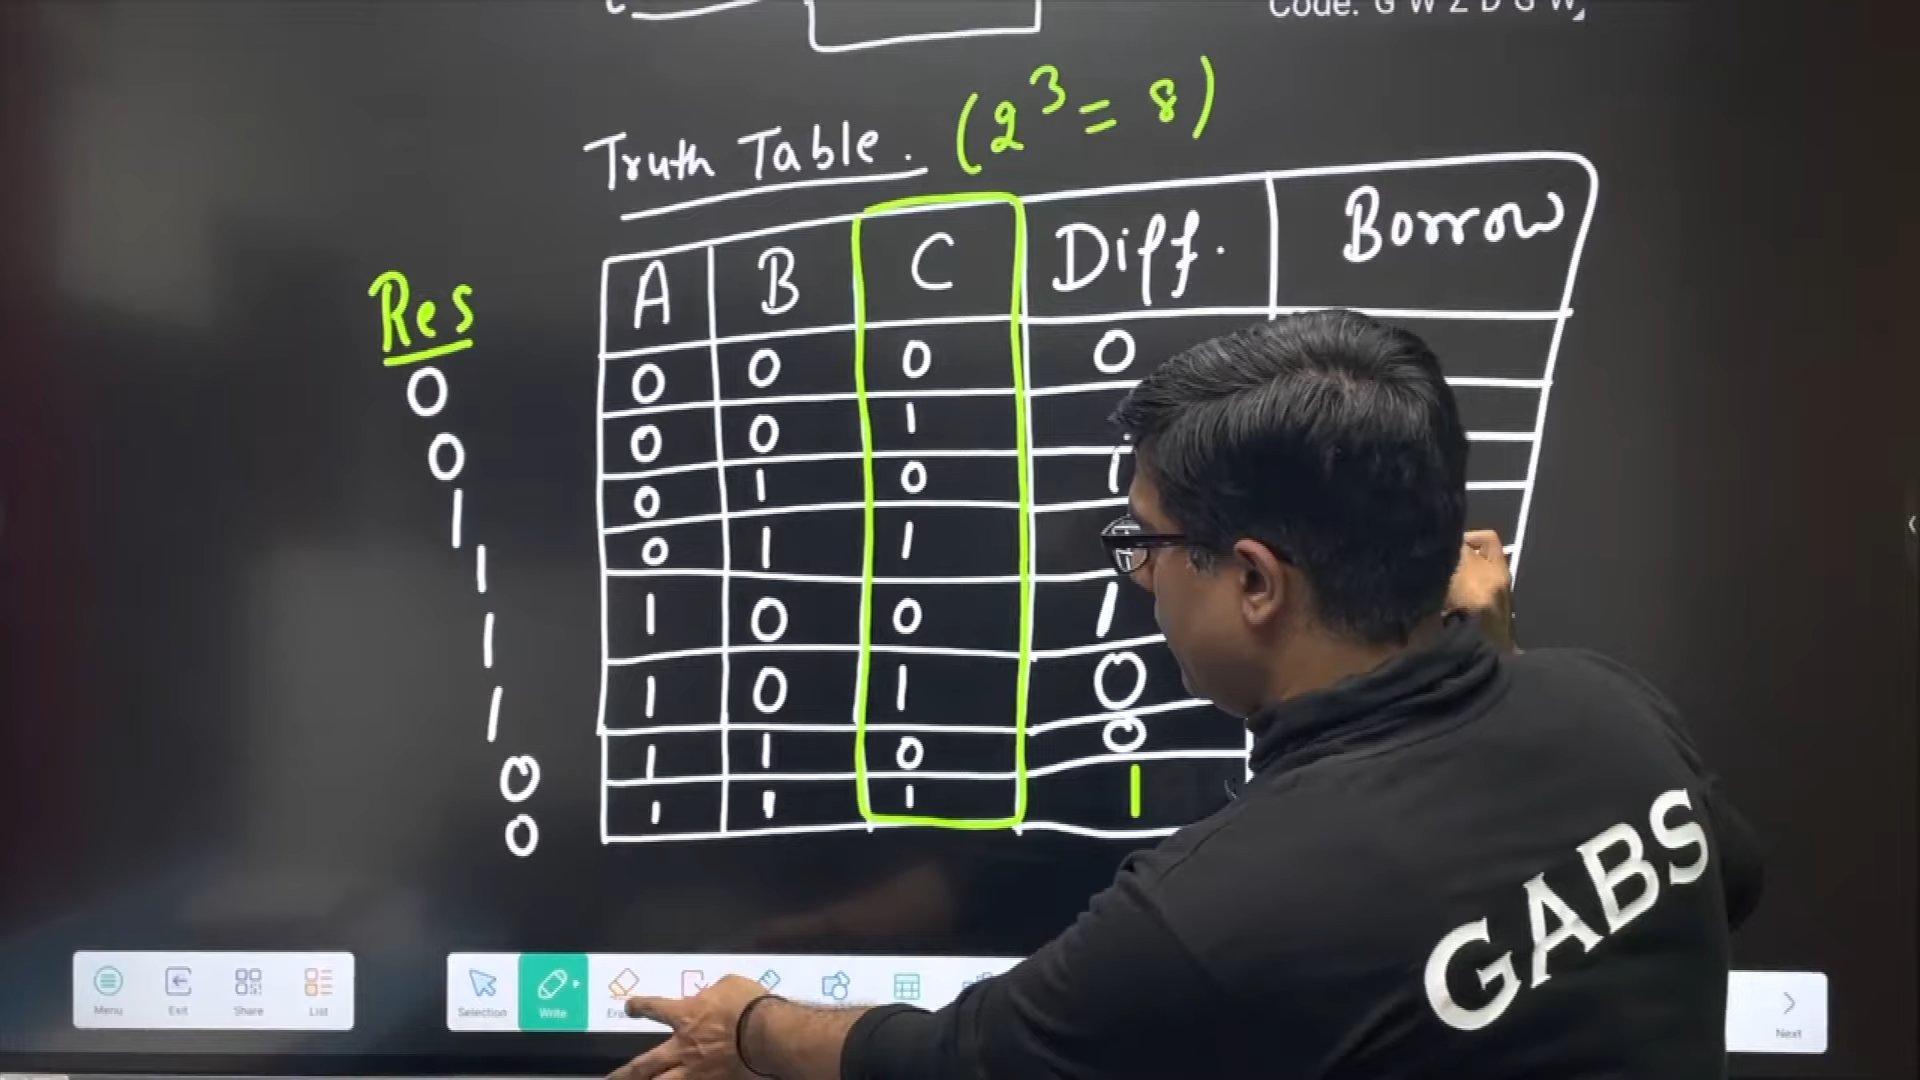 Code: G W Z D G W
Truth Table. (2³ = 8)
Res
A B C Diff. Borrow
0 0 0 0 0
0 0 0 1
1 0 1 0 1
1 0 1 1
1 1 0 0 1
1 1 0 1 0
0 1 1 0 0
0 1 1 1 1
GABS
Menu Exit Share List Selection Write Next